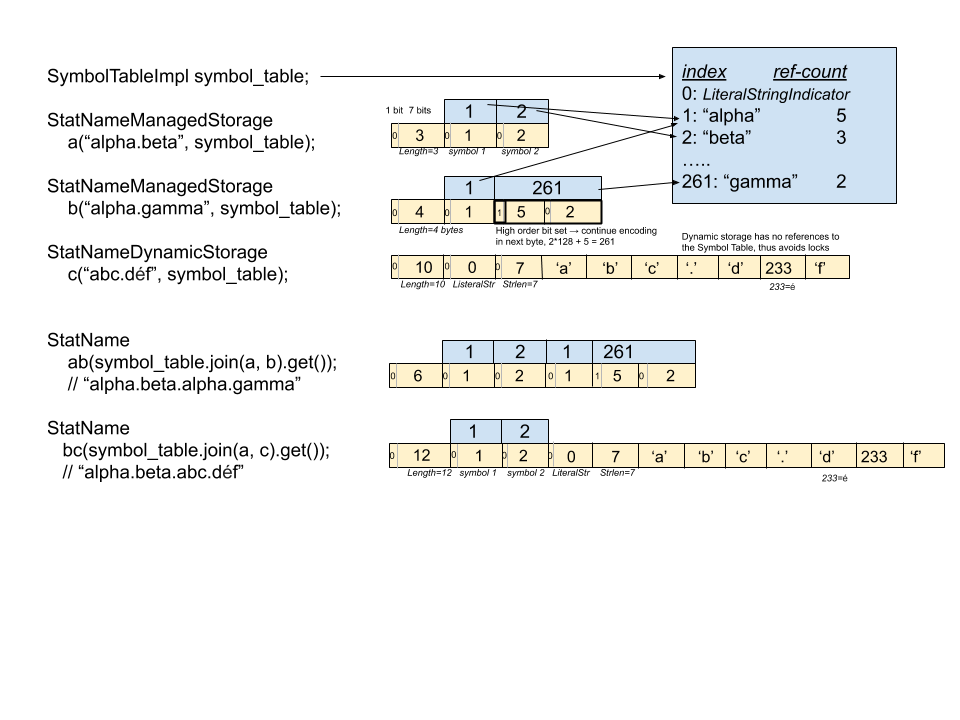 SymbolTableImpl symbol_table;
index ref-count
0: LiteralStringIndicator
1: “alpha” 5
2: “beta” 3
…..
261: “gamma” 2
StatNameManagedStorage
a(“alpha.beta”, symbol_table);
1 bit 7 bits
1 2
0 3 0 1 0 2
Length=3 symbol 1 symbol 2
StatNameManagedStorage
b(“alpha.gamma”, symbol_table);
1 261
0 4 0 1 1 5 0 2
Length=4 bytes
High order bit set → continue encoding
in next byte, 2*128 + 5 = 261
Dynamic storage has no references to
the Symbol Table, thus avoids locks
StatNameDynamicStorage
c(“abc.déf”, symbol_table);
0 10 0 0 0 7 ‘a’ ‘b’ ‘c’ ‘.’ ‘d’ 233 ‘f’
Length=10 ListeralStr Strlen=7
233=é
StatName
ab(symbol_table.join(a, b).get());
// “alpha.beta.alpha.gamma”
1 2 1 261
0 6 0 1 0 2 0 1 1 5 0 2
StatName
bc(symbol_table.join(a, c).get());
// “alpha.beta.abc.déf”
1 2
0 12 0 1 0 2 0 0 7 ‘a’ ‘b’ ‘c’ ‘.’ ‘d’ 233 ‘f’
Length=12 symbol 1 symbol 2 LiteralStr Strlen=7
233=é